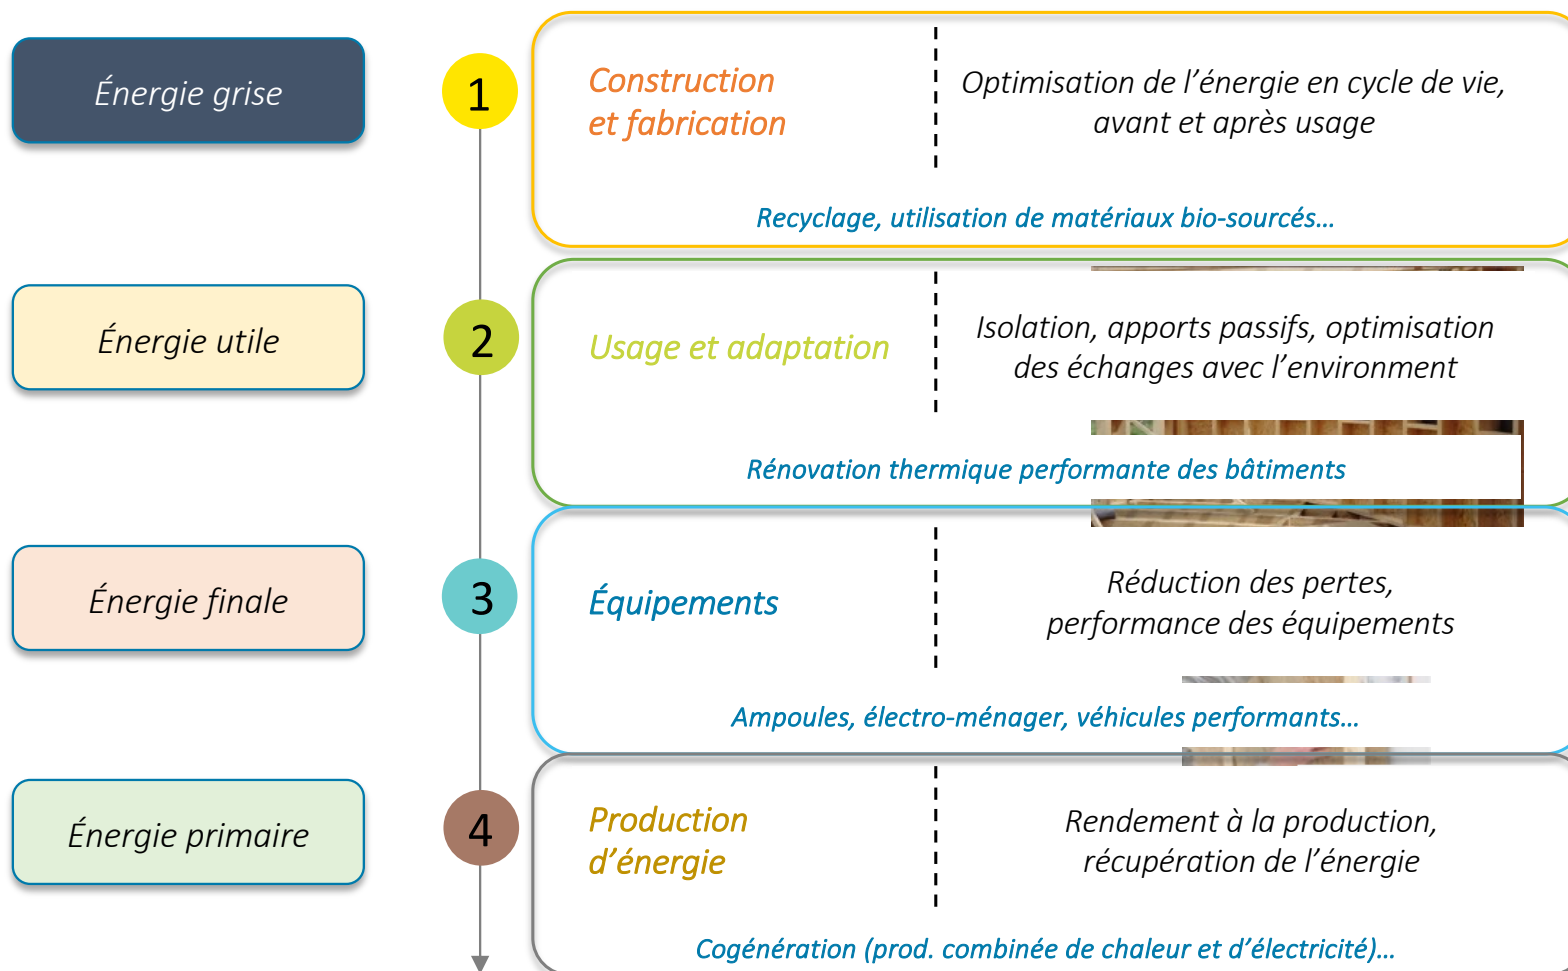 Énergie grise
1
Construction
et fabrication
Optimisation de l’énergie en cycle de vie,
avant et après usage
Recyclage, utilisation de matériaux bio-sourcés…
Énergie utile
2
Usage et adaptation
Isolation, apports passifs, optimisation
des échanges avec l’environment
Rénovation thermique performante des bâtiments
Énergie finale
3
Équipements
Réduction des pertes,
performance des équipements
Ampoules, électro-ménager, véhicules performants…
Énergie primaire
4
Production
d’énergie
Rendement à la production,
récupération de l’énergie
Cogénération (prod. combinée de chaleur et d’électricité)…